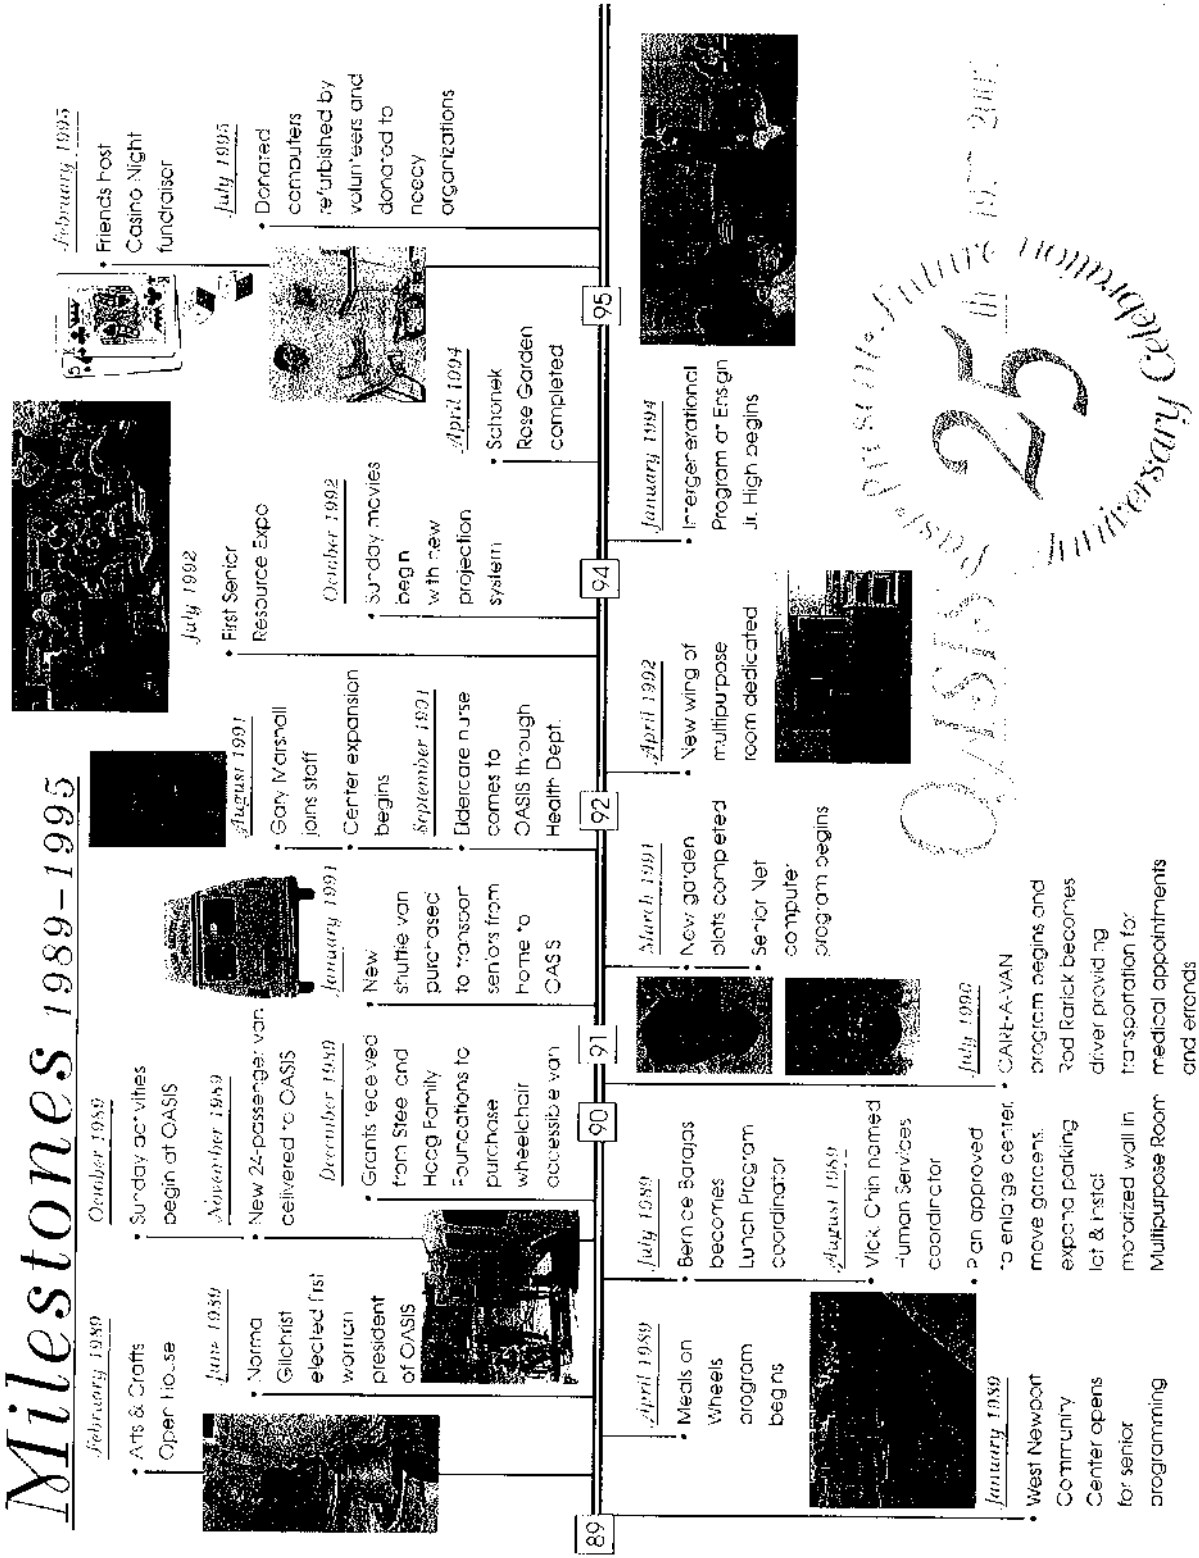 Milestones 1989-1995
February 1989
Arts & Crafts
Open House
June 1989
Norma
Gilchrist
elected first
woman
president
of OASIS
October 1989
Sunday activities
begin at OASIS
November 1989
New 24-passenger van
delivered to OASIS
December 1989
Grants received
from Steele and
Hoag Family
Foundations to
purchase
wheelchair
accessible van
January 1991
New
shuttle van
purchased
to transport
seniors from
home to
OASIS
August 1991
Gary Marshall
joins staff
Center expansion
begins
September 1991
Eldercare nurse
comes to
OASIS through
Health Dept.
July 1992
First Senior
Resource Expo
October 1992
Sunday movies
begin
with new
projection
system
April 1994
Schonek
Rose Garden
completed
February 1995
Friends host
Casino Night
fundraiser
July 1995
Donated
computers
refurbished by
volunteers and
donated to
needy
organizations
89
90
91
92
94
95
January 1989
West Newport
Community
Center opens
for senior
programming
April 1989
Meals on
Wheels
program
begins
July 1989
Bernice Barajas
becomes
Lunch Program
coordinator
August 1989
Vicki Chin named
Human Services
coordinator
Plan approved
to enlarge center,
move gardens,
expand parking
lot & install
motorized wall in
Multipurpose Room
July 1990
CARE-A-VAN
program begins and
Rod Rarick becomes
driver providing
transportation for
medical appointments
and errands
March 1991
New garden
plots completed
Senior Net
computer
program begins
April 1992
New wing of
multipurpose
room dedicated
January 1994
Intergenerational
Program at Ensign
Jr. High begins
OASIS
Past Present Future
25th
Anniversary Celebration